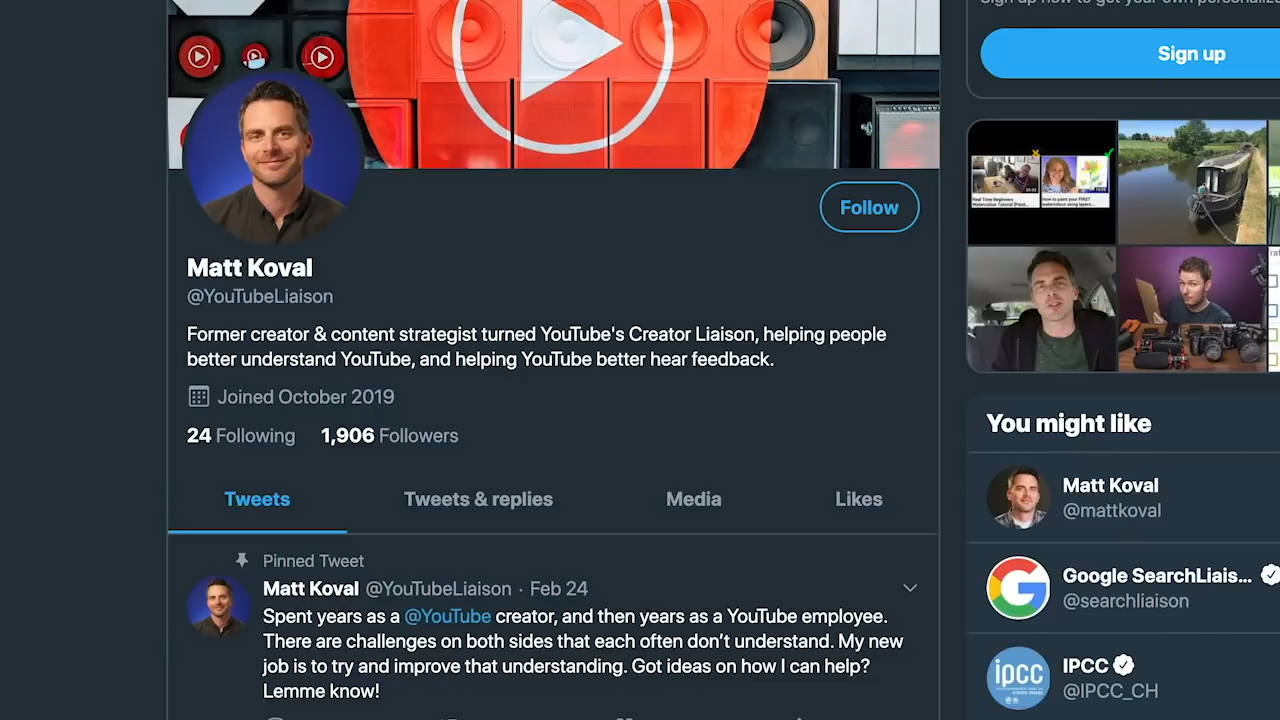 Sign up
Follow
Matt Koval
@YouTubeLiaison
Former creator & content strategist turned YouTube's Creator Liaison, helping people
better understand YouTube, and helping YouTube better hear feedback.
Joined October 2019
24 Following 1,906 Followers
Tweets Tweets & replies Media Likes
Pinned Tweet
Matt Koval @YouTubeLiaison · Feb 24
Spent years as a @YouTube creator, and then years as a YouTube employee.
There are challenges on both sides that each often don’t understand. My new
job is to try and improve that understanding. Got ideas on how I can help?
Lemme know!
You might like
Matt Koval
@mattkoval
Google SearchLiais...
@searchliaison
ipcc
IPCC
@IPCC_CH